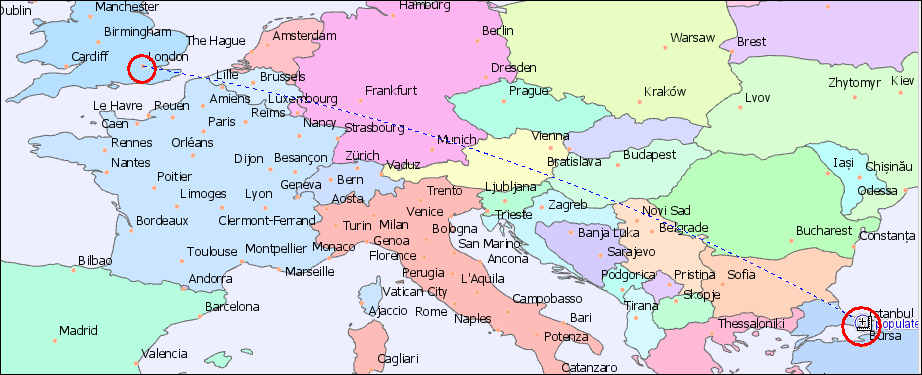 Dublin
Manchester
Hamburg
Birmingham
The Hague
Amsterdam
Berlin
Warsaw
Brest
Cardiff
London
Lille
Brussels
Dresden
Zhytomyr
Kiev
Le Havre
Rouen
Amiens
Luxembourg
Frankfurt
Prague
Kraków
Lvov
Caen
Paris
Reims
Nancy
Strasbourg
Rennes
Orléans
Munich
Vienna
Nantes
Dijon
Besançon
Zürich
Vaduz
Bratislava
Budapest
Iași
Chișinău
Poitier
Bern
Limoges
Lyon
Geneva
Aosta
Trento
Ljubljana
Odessa
Bordeaux
Clermont-Ferrand
Turin
Milan
Venice
Trieste
Zagreb
Novi Sad
Genoa
Bologna
Banja Luka
Belgrade
Bucharest
Constanța
Bilbao
Toulouse
Montpellier
Monaco
Florence
San Marino
Ancona
Sarajevo
Andorra
Marseille
Perugia
L'Aquila
Podgorica
Pristina
Sofia
Barcelona
Ajaccio
Vatican City
Rome
Campobasso
Tirana
Skopje
Madrid
Naples
Bari
Thessaloniki
Istanbul
populate
Valencia
Cagliari
Potenza
Bursa
Catanzaro